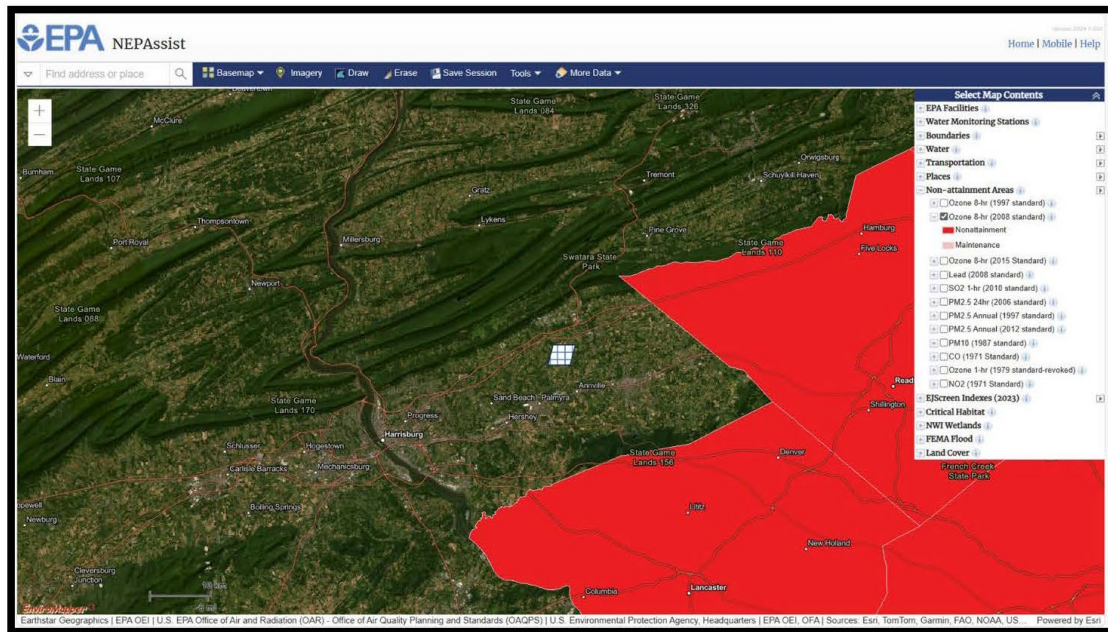 EPA NEPAssist
Home | Mobile | Help
Find address or place
Basemap
Imagery
Draw
Erase
Save Session
Tools
More Data
Select Map Contents
EPA Facilities
Water Monitoring Stations
Boundaries
Water
Transportation
Places
Non-attainment Areas
Ozone 8-hr (1997 standard)
Ozone 8-hr (2008 standard)
Nonattainment
Maintenance
Ozone 8-hr (2015 Standard)
Lead (2008 standard)
SO2 1-hr (2010 standard)
PM2.5 24hr (2006 standard)
PM2.5 Annual (1997 standard)
PM2.5 Annual (2012 standard)
PM10 (1987 standard)
CO (1971 Standard)
Ozone 1-hr (1979 standard-revoked)
NO2 (1971 Standard)
EJScreen Indexes (2023)
Critical Habitat
NWI Wetlands
FEMA Flood
Land Cover
State Game
Lands 084
State Game
Lands 326
McClure
Burnham
State Game
Lands 107
Orwigsburg
Tremont
Schuylkill Haven
Gratz
Thompsontown
Lykens
Millersburg
Port Royal
Pine Grove
Hamburg
State Game
Lands 110
Five Locks
Swatara State
Park
Newport
State Game
Lands 088
Waterford
Blain
Annville
Sand Beach
Palmyra
Hershey
State Game
Lands 170
Progress
Harrisburg
Read
Shillington
Schlusser
Hogestown
Carlisle Barracks
Mechanicsburg
State Game
Lands 156
Denver
French Creek
State Park
opewell
Newburg
Boiling Springs
Lititz
New Holland
Cleversburg
Junction
Columbia
Lancaster
10 km
EnviroMapper
Earthstar Geographics | EPA OEI | U.S. EPA Office of Air and Radiation (OAR) - Office of Air Quality Planning and Standards (OAQPS) | U.S. Environmental Protection Agency, Headquarters | EPA OEI, OFA | Sources: Esri, TomTom, Garmin, FAO, NOAA, US... Powered by Esri